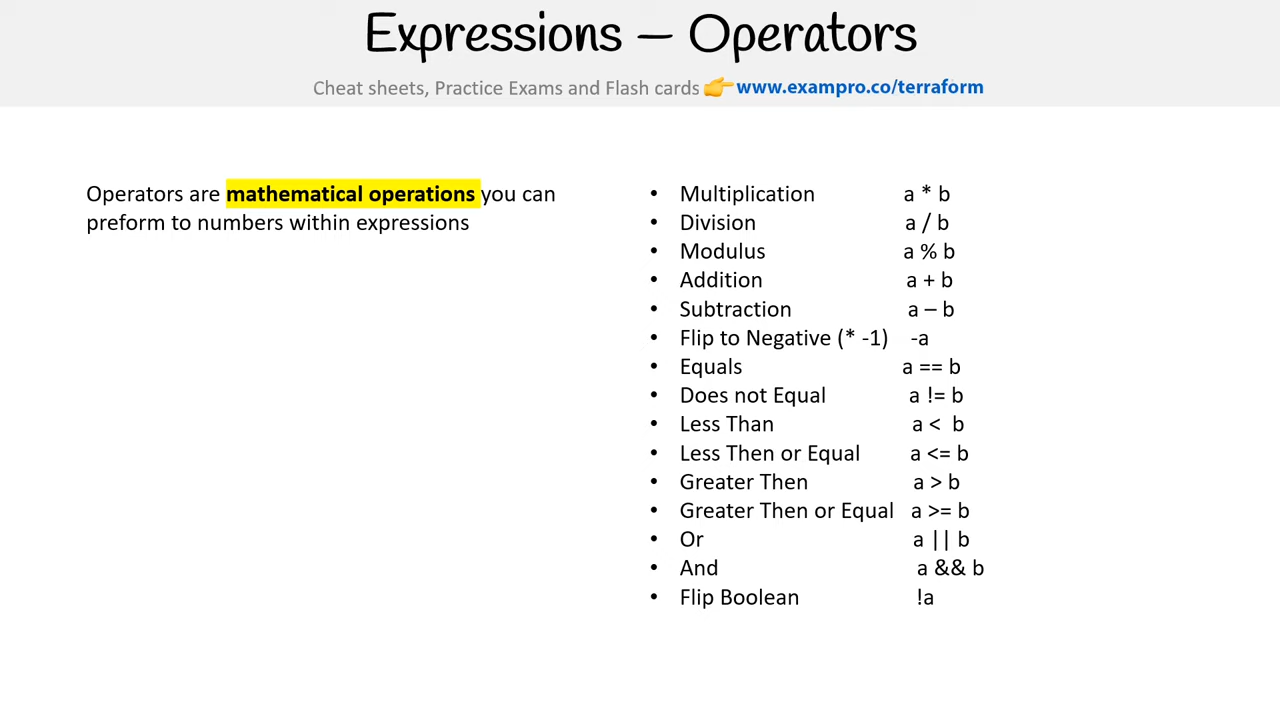 Expressions — Operators
Cheat sheets, Practice Exams and Flash cards 👉 www.exampro.co/terraform
Operators are mathematical operations you can
preform to numbers within expressions
• Multiplication a * b
• Division a / b
• Modulus a % b
• Addition a + b
• Subtraction a – b
• Flip to Negative (* -1) -a
• Equals a == b
• Does not Equal a != b
• Less Than a < b
• Less Then or Equal a <= b
• Greater Then a > b
• Greater Then or Equal a >= b
• Or a || b
• And a && b
• Flip Boolean !a